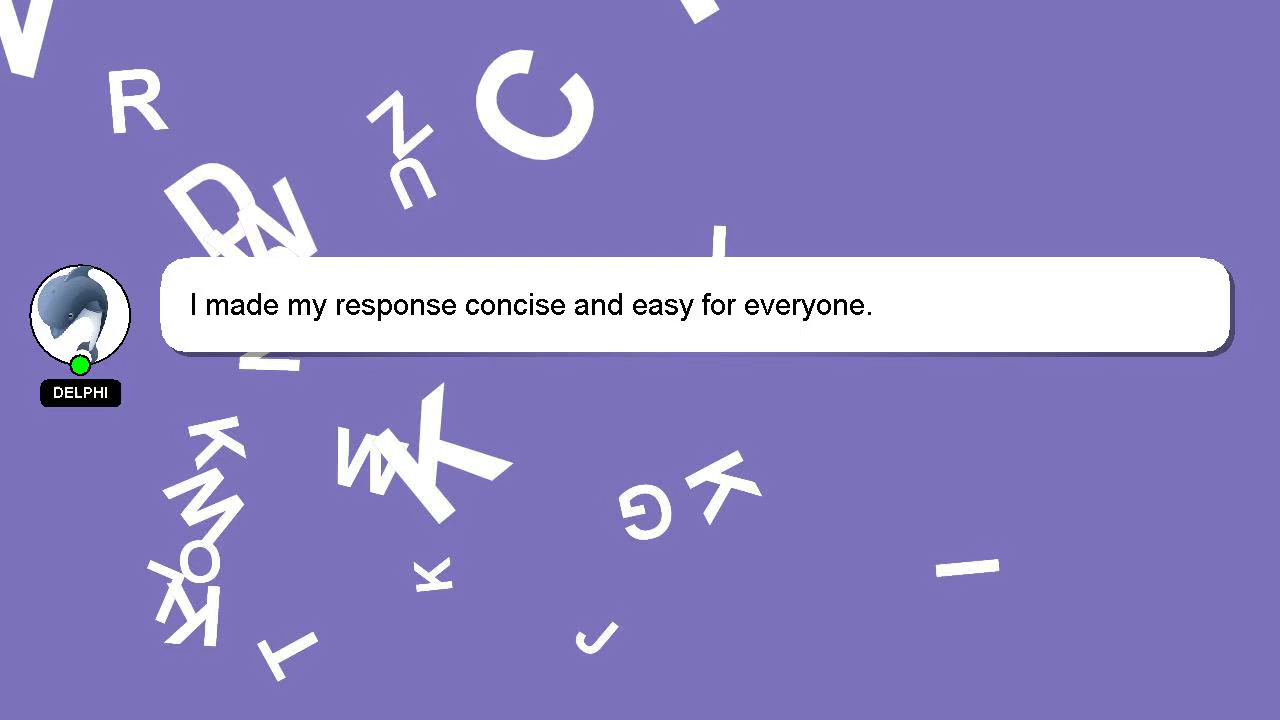 V
R
N
C
U
D
W
I made my response concise and easy for everyone.
DELPHI
K
W
K
M
G
K
O
K
K
I
T
J